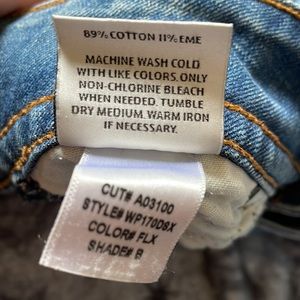 89% COTTON 11% EME
MACHINE WASH COLD
WITH LIKE COLORS. ONLY
NON-CHLORINE BLEACH
WHEN NEEDED. TUMBLE
DRY MEDIUM. WARM IRON
IF NECESSARY.
CUT# A03100
STYLE# WP170D9X
COLOR# FLX
SHADE# B